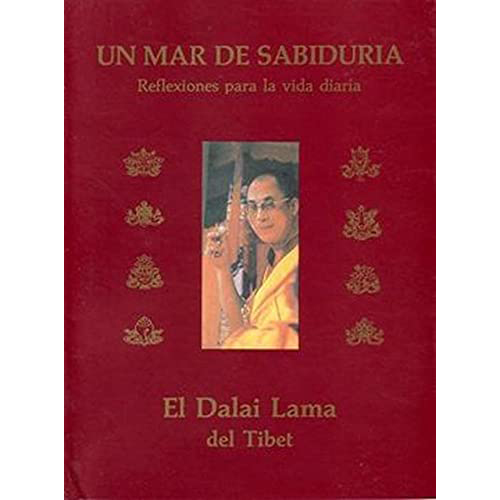 UN MAR DE SABIDURIA
Reflexiones para la vida diaria
El Dalai Lama
del Tibet